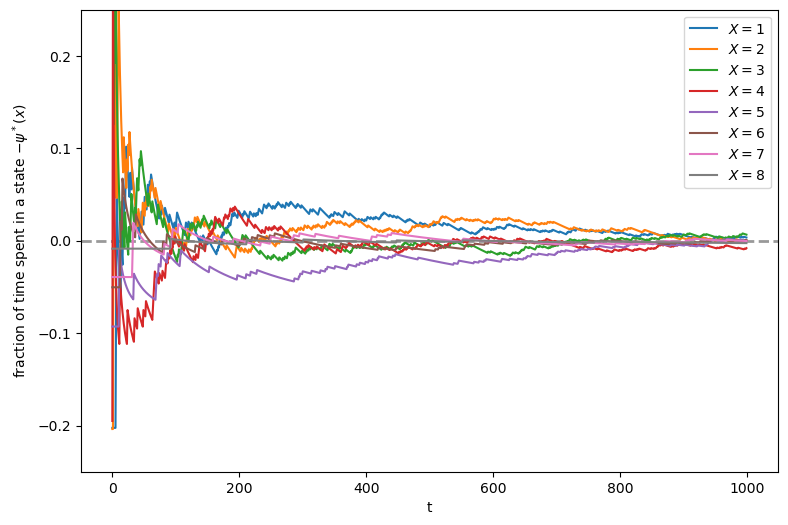 fraction of time spent in a state −ψ*(x)
0.2
0.1
0.0
−0.1
−0.2
0
200
400
600
800
1000
t
X = 1
X = 2
X = 3
X = 4
X = 5
X = 6
X = 7
X = 8